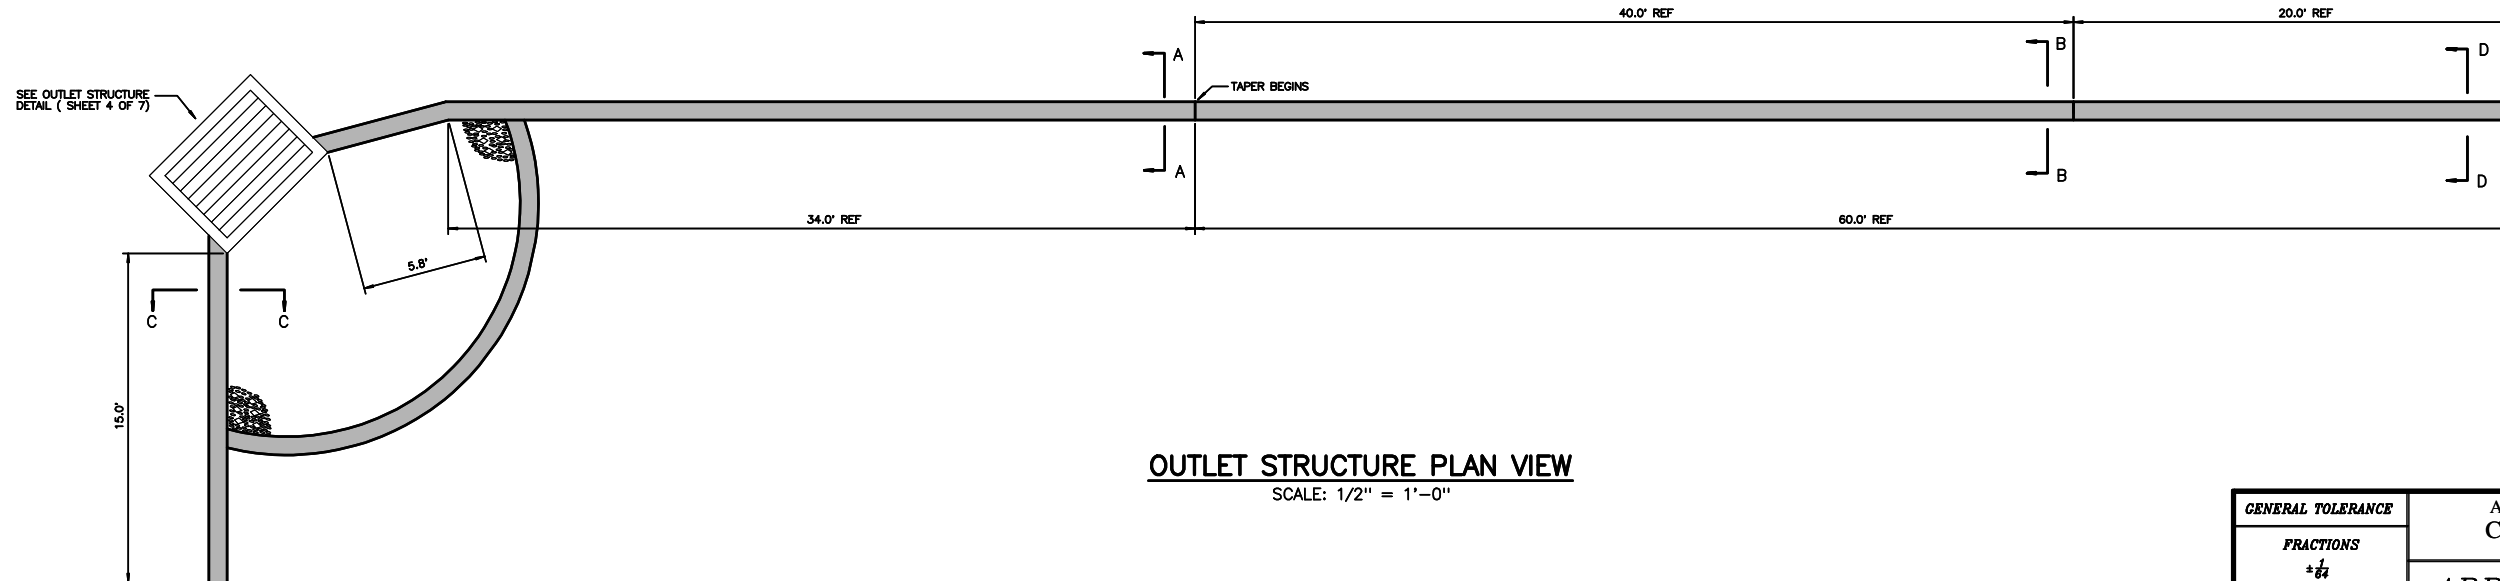 40.0' REF
20.0' REF
A
B
D
SEE OUTLET STRUCTURE
DETAIL ( SHEET 4 OF 7)
TAPER BEGINS
A
B
D
34.0' REF
60.0' REF
5.8'
C
C
15.0'
OUTLET STRUCTURE PLAN VIEW
SCALE: 1/2" = 1'-0"
GENERAL TOLERANCE
A
C
FRACTIONS
± 1/64